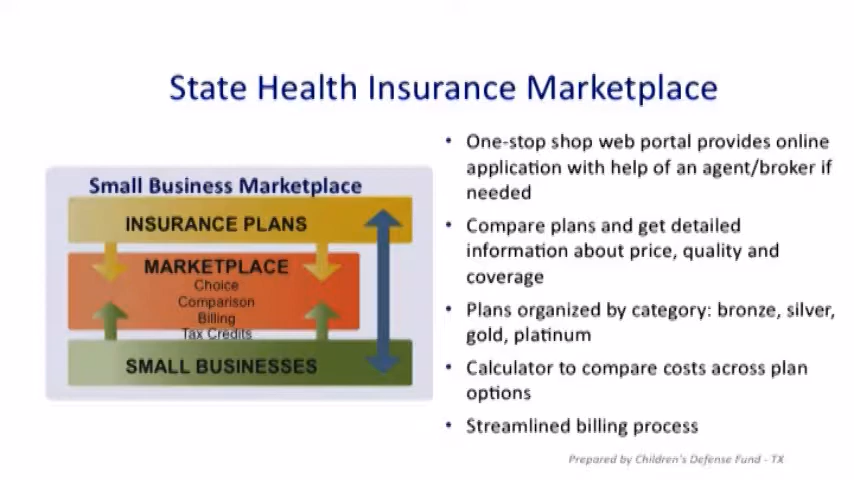 State Health Insurance Marketplace
Small Business Marketplace
INSURANCE PLANS
MARKETPLACE
Choice
Comparison
Billing
Tax Credits
SMALL BUSINESSES
• One-stop shop web portal provides online
application with help of an agent/broker if
needed
• Compare plans and get detailed
information about price, quality and
coverage
• Plans organized by category: bronze, silver,
gold, platinum
• Calculator to compare costs across plan
options
• Streamlined billing process
Prepared by Children's Defense Fund - TX